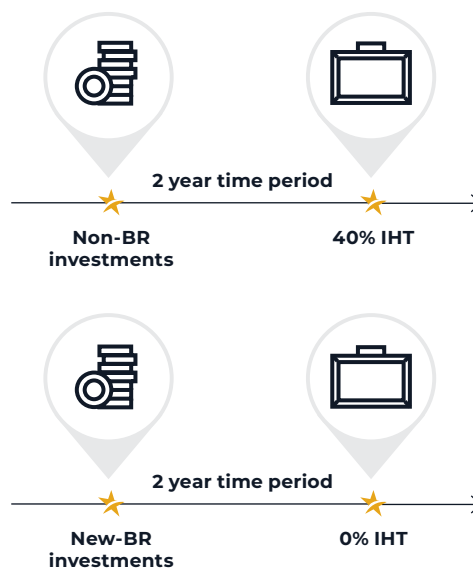 2 year time period
Non-BR
investments
40% IHT
2 year time period
New-BR
investments
0% IHT